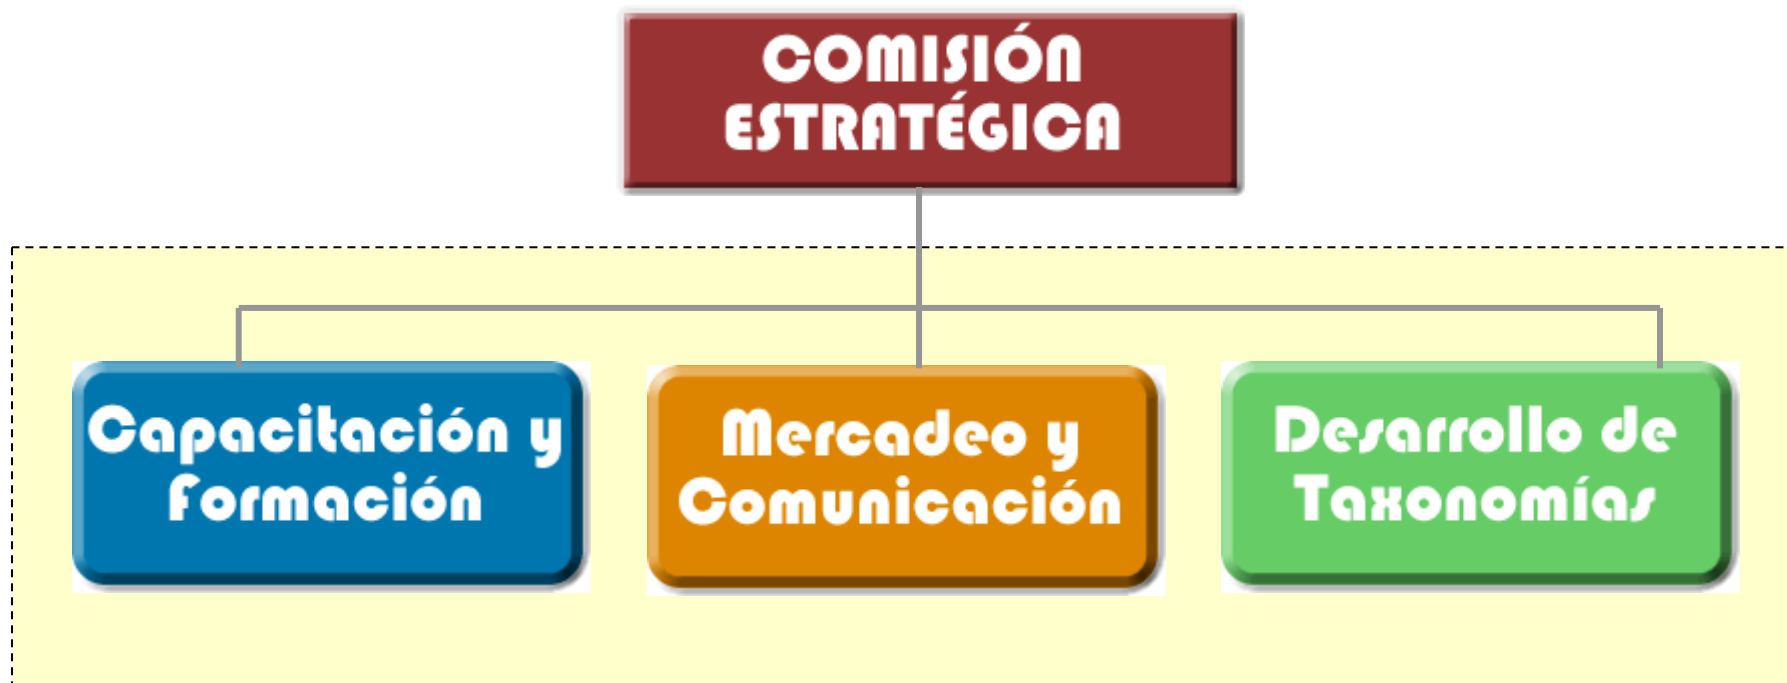 COMISIÓN
ESTRATÉGICA
Capacitación y
Formación
Mercadeo y
Comunicación
Desarrollo de
Taxonomías